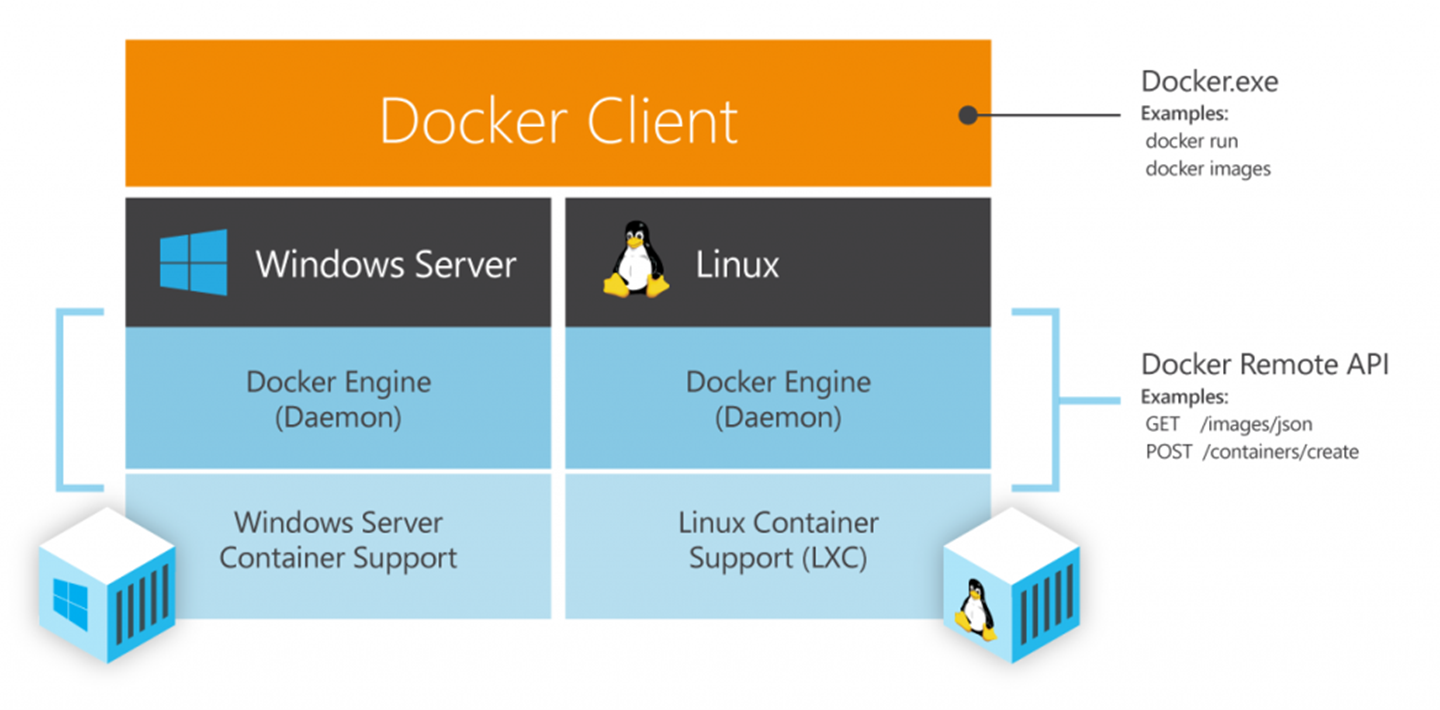 Docker Client
Docker.exe
Examples:
docker run
docker images
Windows Server
Linux
Docker Engine
(Daemon)
Docker Engine
(Daemon)
Docker Remote API
Examples:
GET /images/json
POST /containers/create
Windows Server
Container Support
Linux Container
Support (LXC)